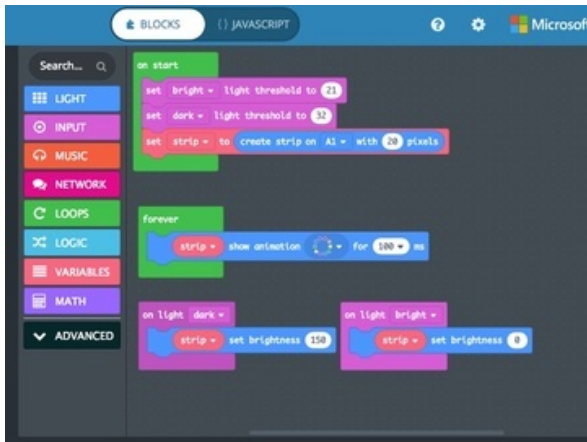 BLOCKS
{} JAVASCRIPT
?
Microsof
Search...
LIGHT
INPUT
MUSIC
NETWORK
LOOPS
LOGIC
VARIABLES
MATH
ADVANCED
on start
set bright light threshold to 21
set dark light threshold to 32
set strip to create strip on A1 with 20 pixels
forever
strip show animation for 100 ms
on light dark
strip set brightness 150
on light bright
strip set brightness 0